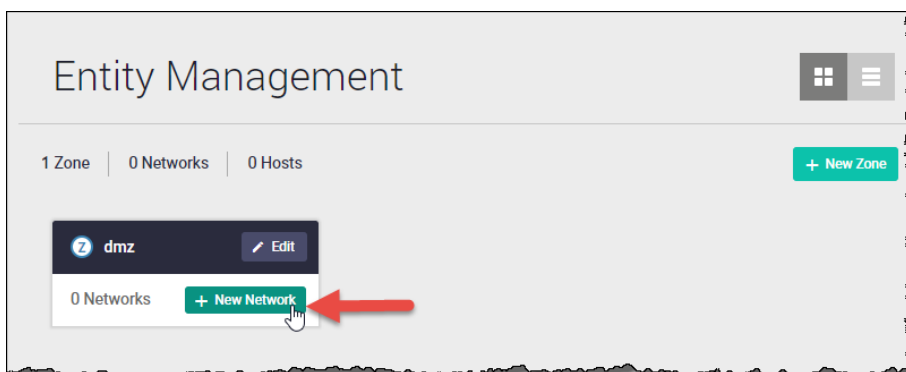 Entity Management
1 Zone 0 Networks 0 Hosts
+ New Zone
Z dmz Edit
0 Networks + New Network